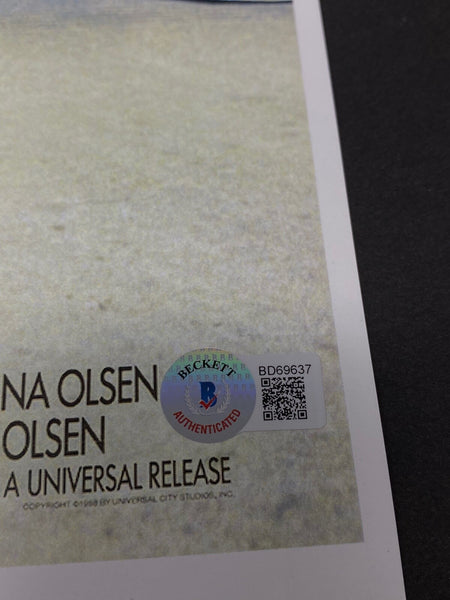 NA OLSEN
OLSEN
A UNIVERSAL RELEASE
COPYRIGHT ©1988 BY UNIVERSAL CITY STUDIOS, INC.
BECKETT
B
AUTHENTICATED
BD69637